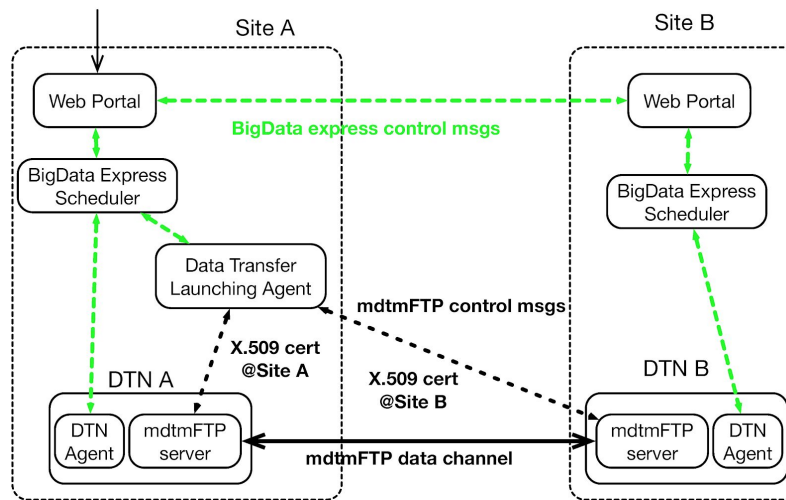 Site A
Site B
Web Portal
Web Portal
BigData express control msgs
BigData Express
Scheduler
BigData Express
Scheduler
Data Transfer
Launching Agent
mdtmFTP control msgs
X.509 cert
@Site A
X.509 cert
@Site B
DTN A
DTN B
DTN
Agent
mdtmFTP
server
mdtmFTP
server
DTN
Agent
mdtmFTP data channel